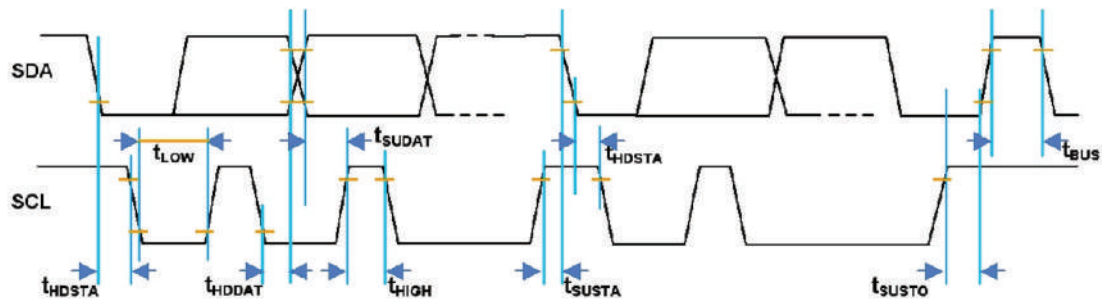 SDA
tSUDAT
tLOW
tHDSTA
tBUS
SCL
tHDSTA
tHDDAT
tHIGH
tSUSTA
tSUSTO